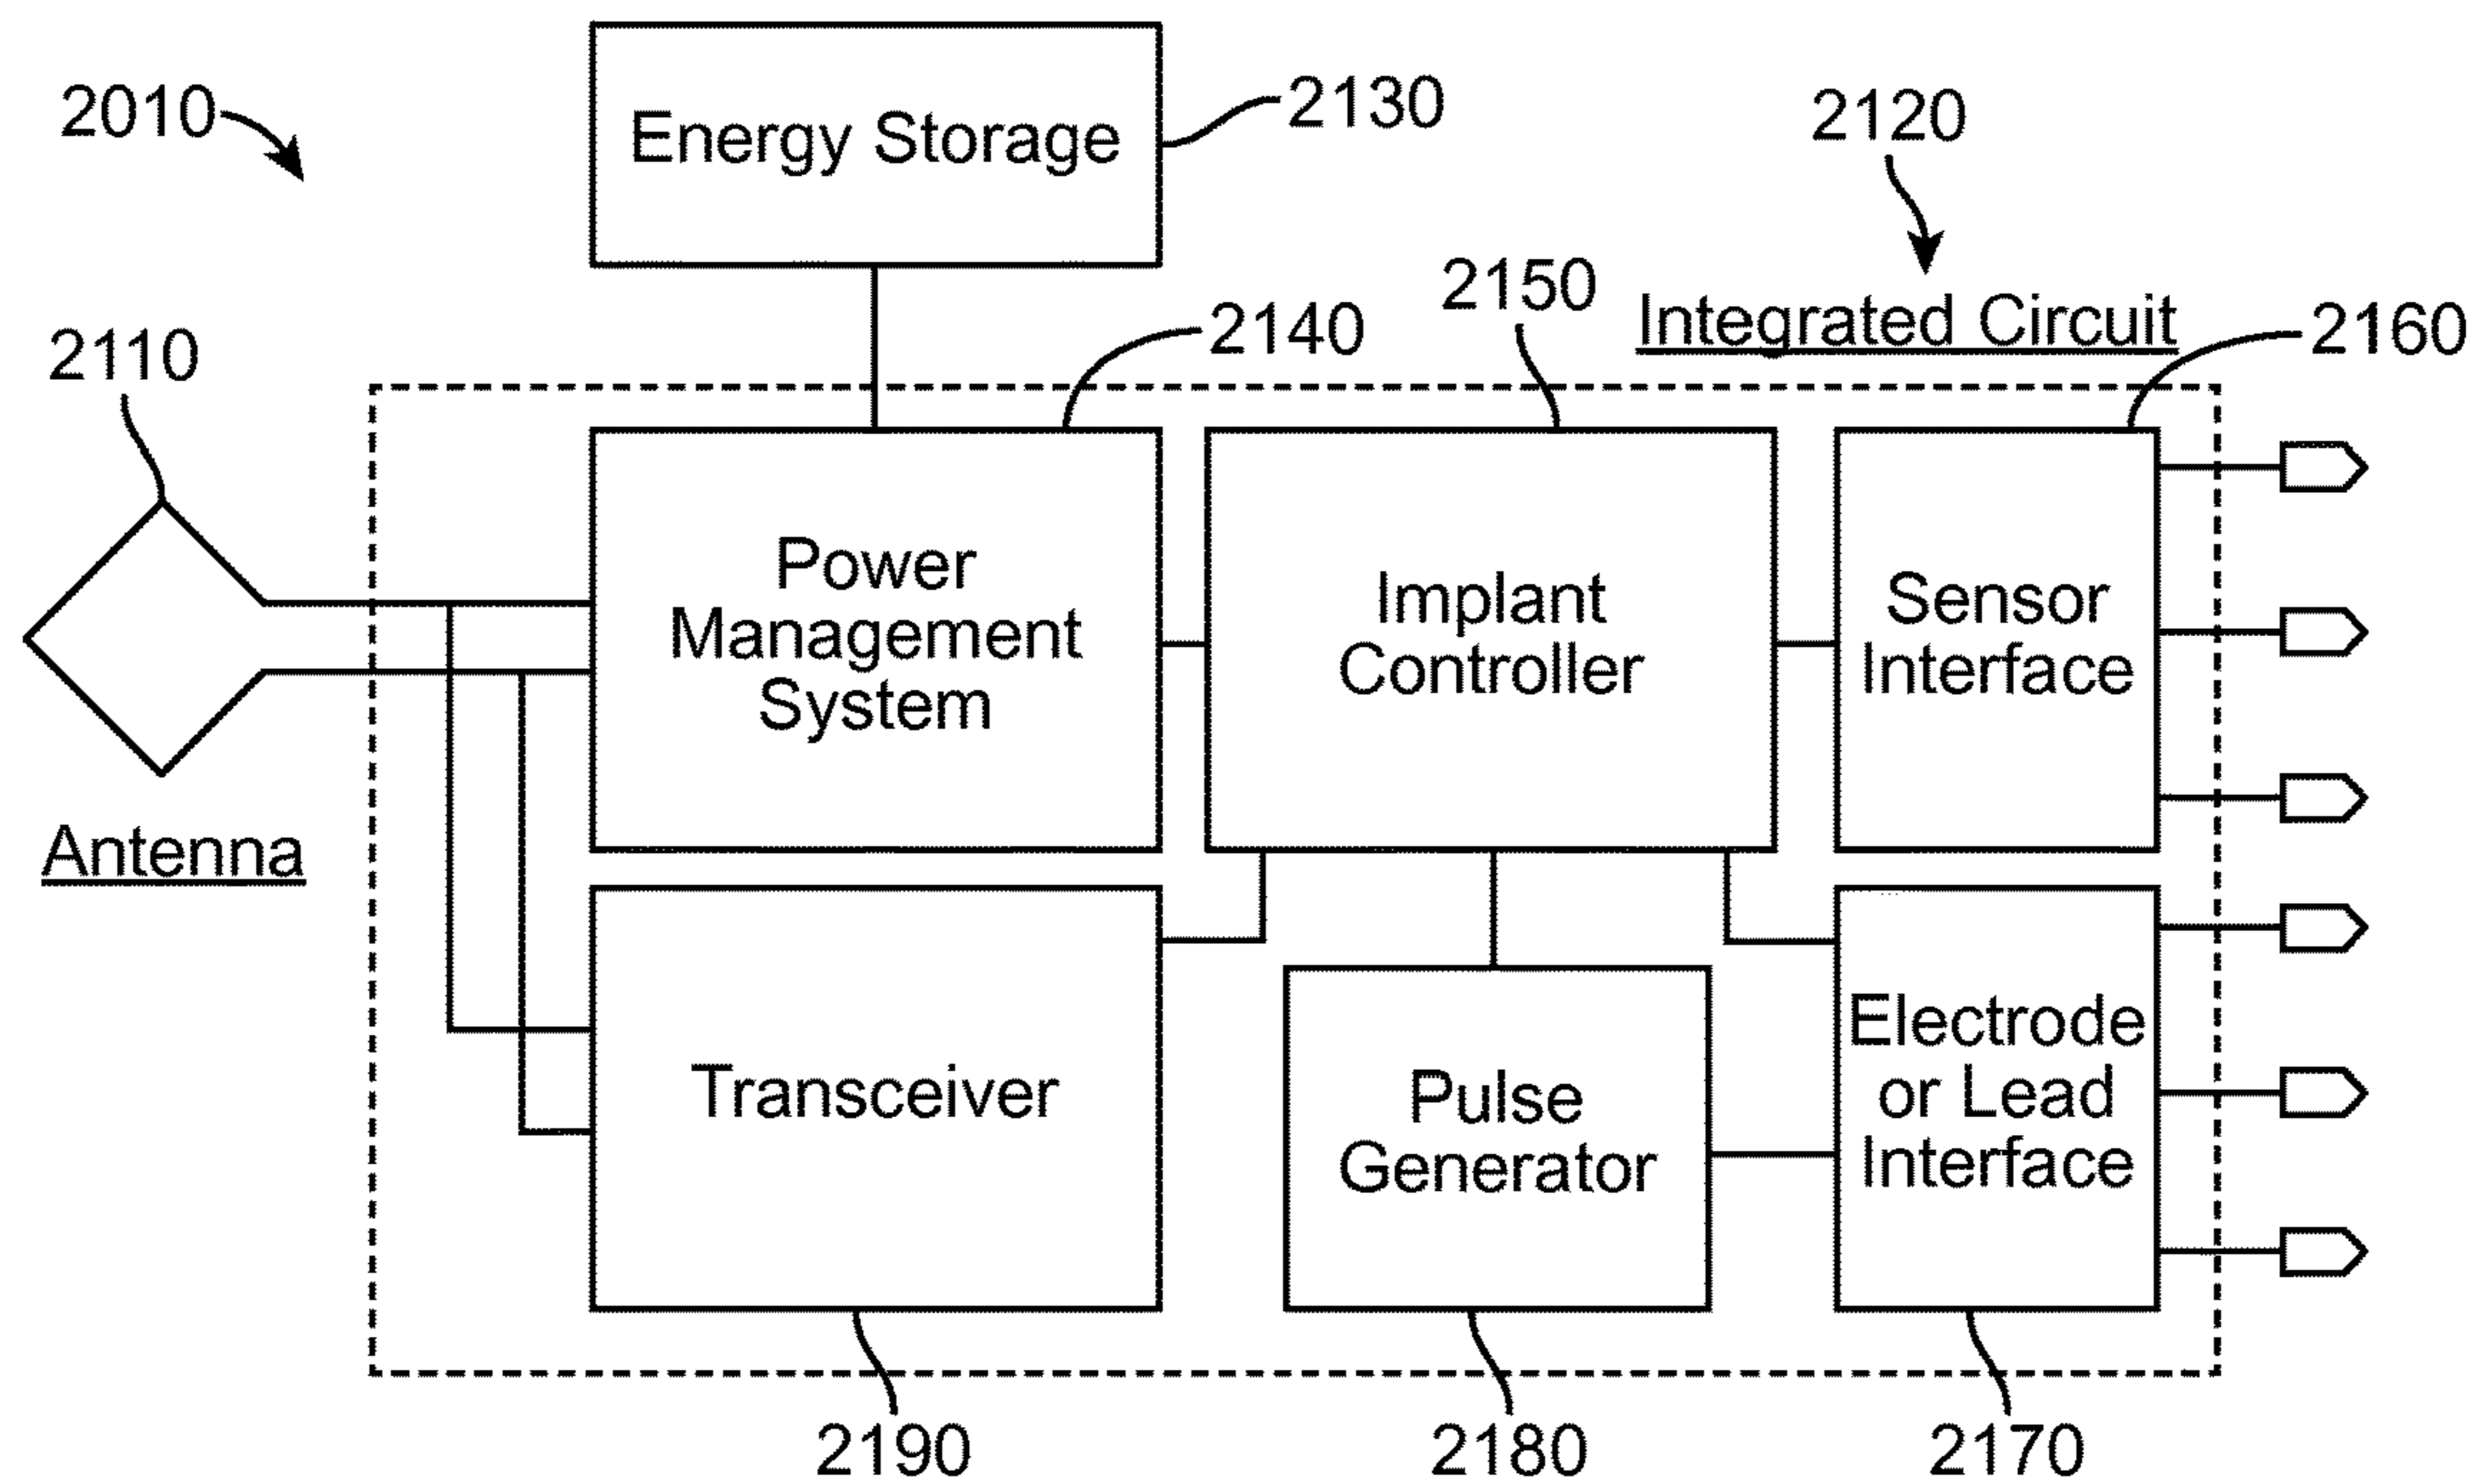 2010
Energy Storage
2130
2120
2150
Integrated Circuit
2140
2160
2110
Power
Management
System
Implant
Controller
Sensor
Interface
Antenna
Transceiver
Pulse
Generator
Electrode
or Lead
Interface
2190
2180
2170